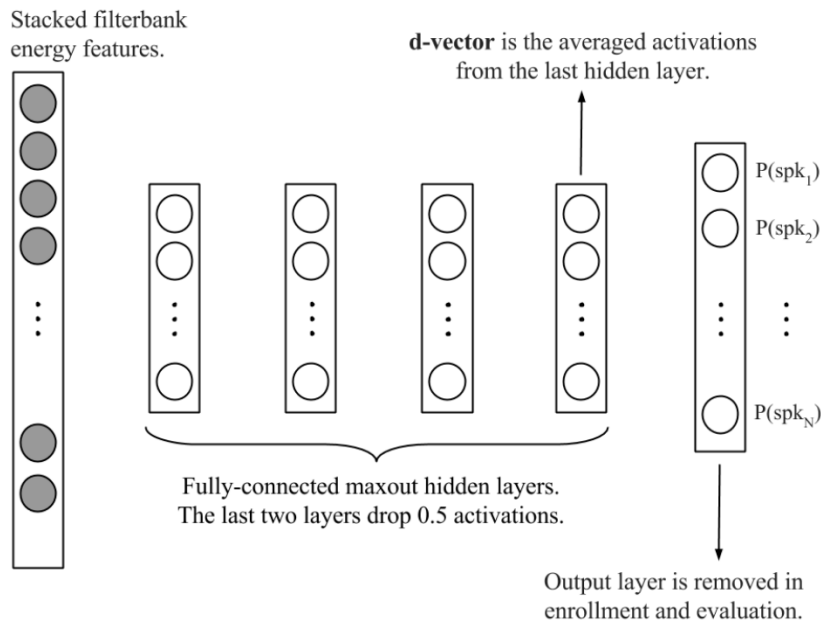 Stacked filterbank
energy features.
d-vector is the averaged activations
from the last hidden layer.
P(spk₁)
P(spk₂)
P(spk_N)
Fully-connected maxout hidden layers.
The last two layers drop 0.5 activations.
Output layer is removed in
enrollment and evaluation.